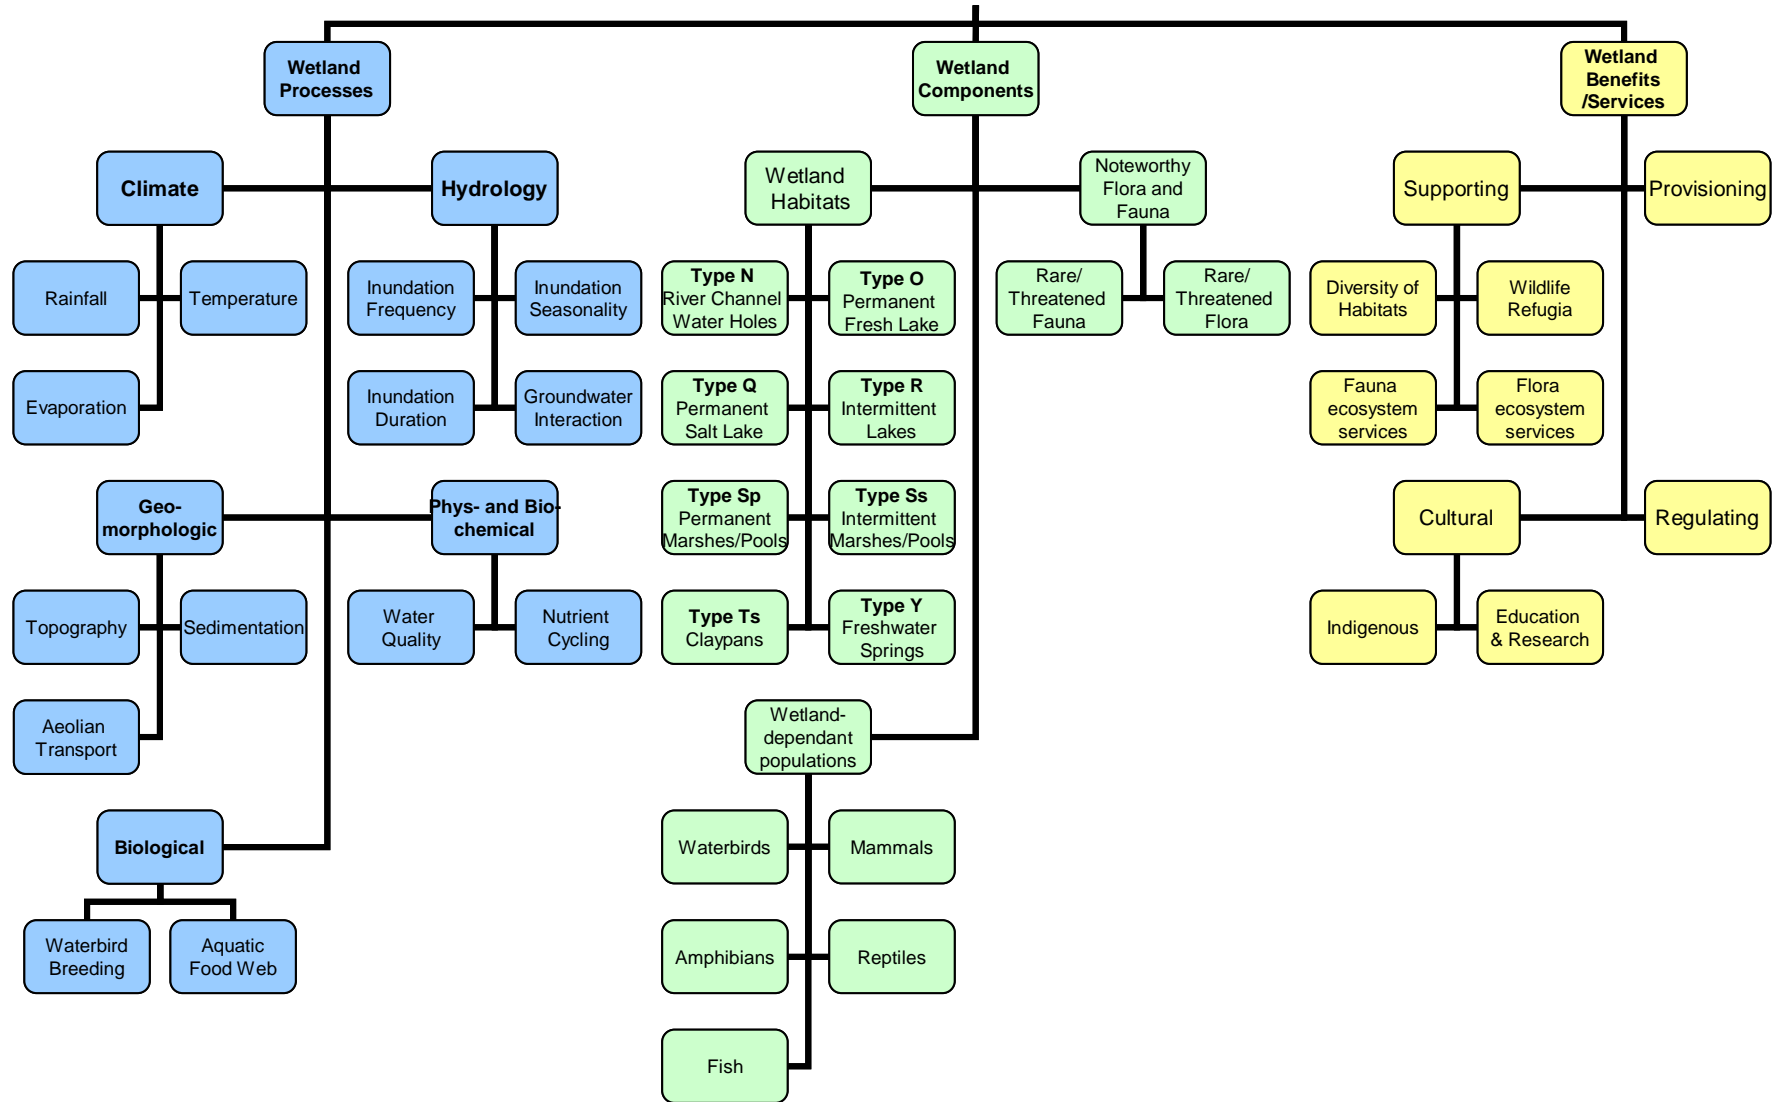 Wetland
Processes
Wetland
Components
Wetland
Benefits
/Services
Climate
Hydrology
Wetland
Habitats
Noteworthy
Flora and
Fauna
Supporting
Provisioning
Rainfall
Temperature
Inundation
Frequency
Inundation
Seasonality
Type N
River Channel
Water Holes
Type O
Permanent
Fresh Lake
Rare/
Threatened
Fauna
Rare/
Threatened
Flora
Diversity of
Habitats
Wildlife
Refugia
Evaporation
Inundation
Duration
Groundwater
Interaction
Type Q
Permanent
Salt Lake
Type R
Intermittent
Lakes
Fauna
ecosystem
services
Flora
ecosystem
services
Geo-
morphologic
Phys- and Bio-
chemical
Type Sp
Permanent
Marshes/Pools
Type Ss
Intermittent
Marshes/Pools
Cultural
Regulating
Topography
Sedimentation
Water
Quality
Nutrient
Cycling
Type Ts
Claypans
Type Y
Freshwater
Springs
Indigenous
Education
& Research
Aeolian
Transport
Wetland-
dependant
populations
Biological
Waterbirds
Mammals
Waterbird
Breeding
Aquatic
Food Web
Amphibians
Reptiles
Fish